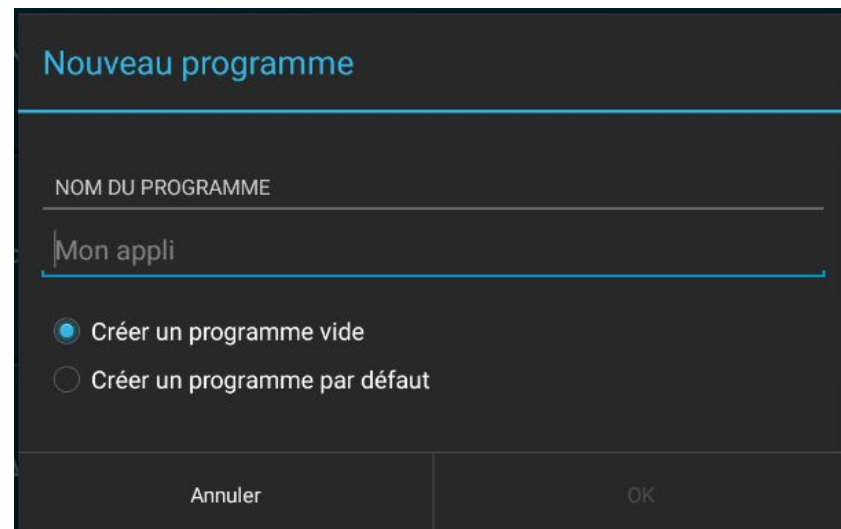 Nouveau programme
NOM DU PROGRAMME
Mon appli
Créer un programme vide
Créer un programme par défaut
Annuler
OK